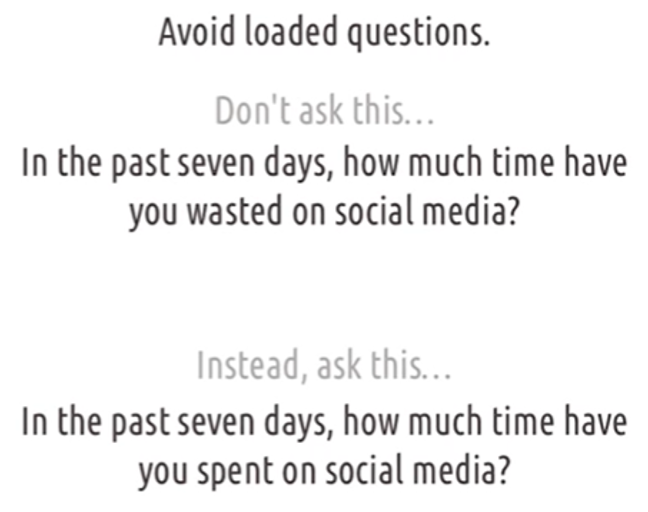 Avoid loaded questions.
Don't ask this...
In the past seven days, how much time have
you wasted on social media?
Instead, ask this...
In the past seven days, how much time have
you spent on social media?